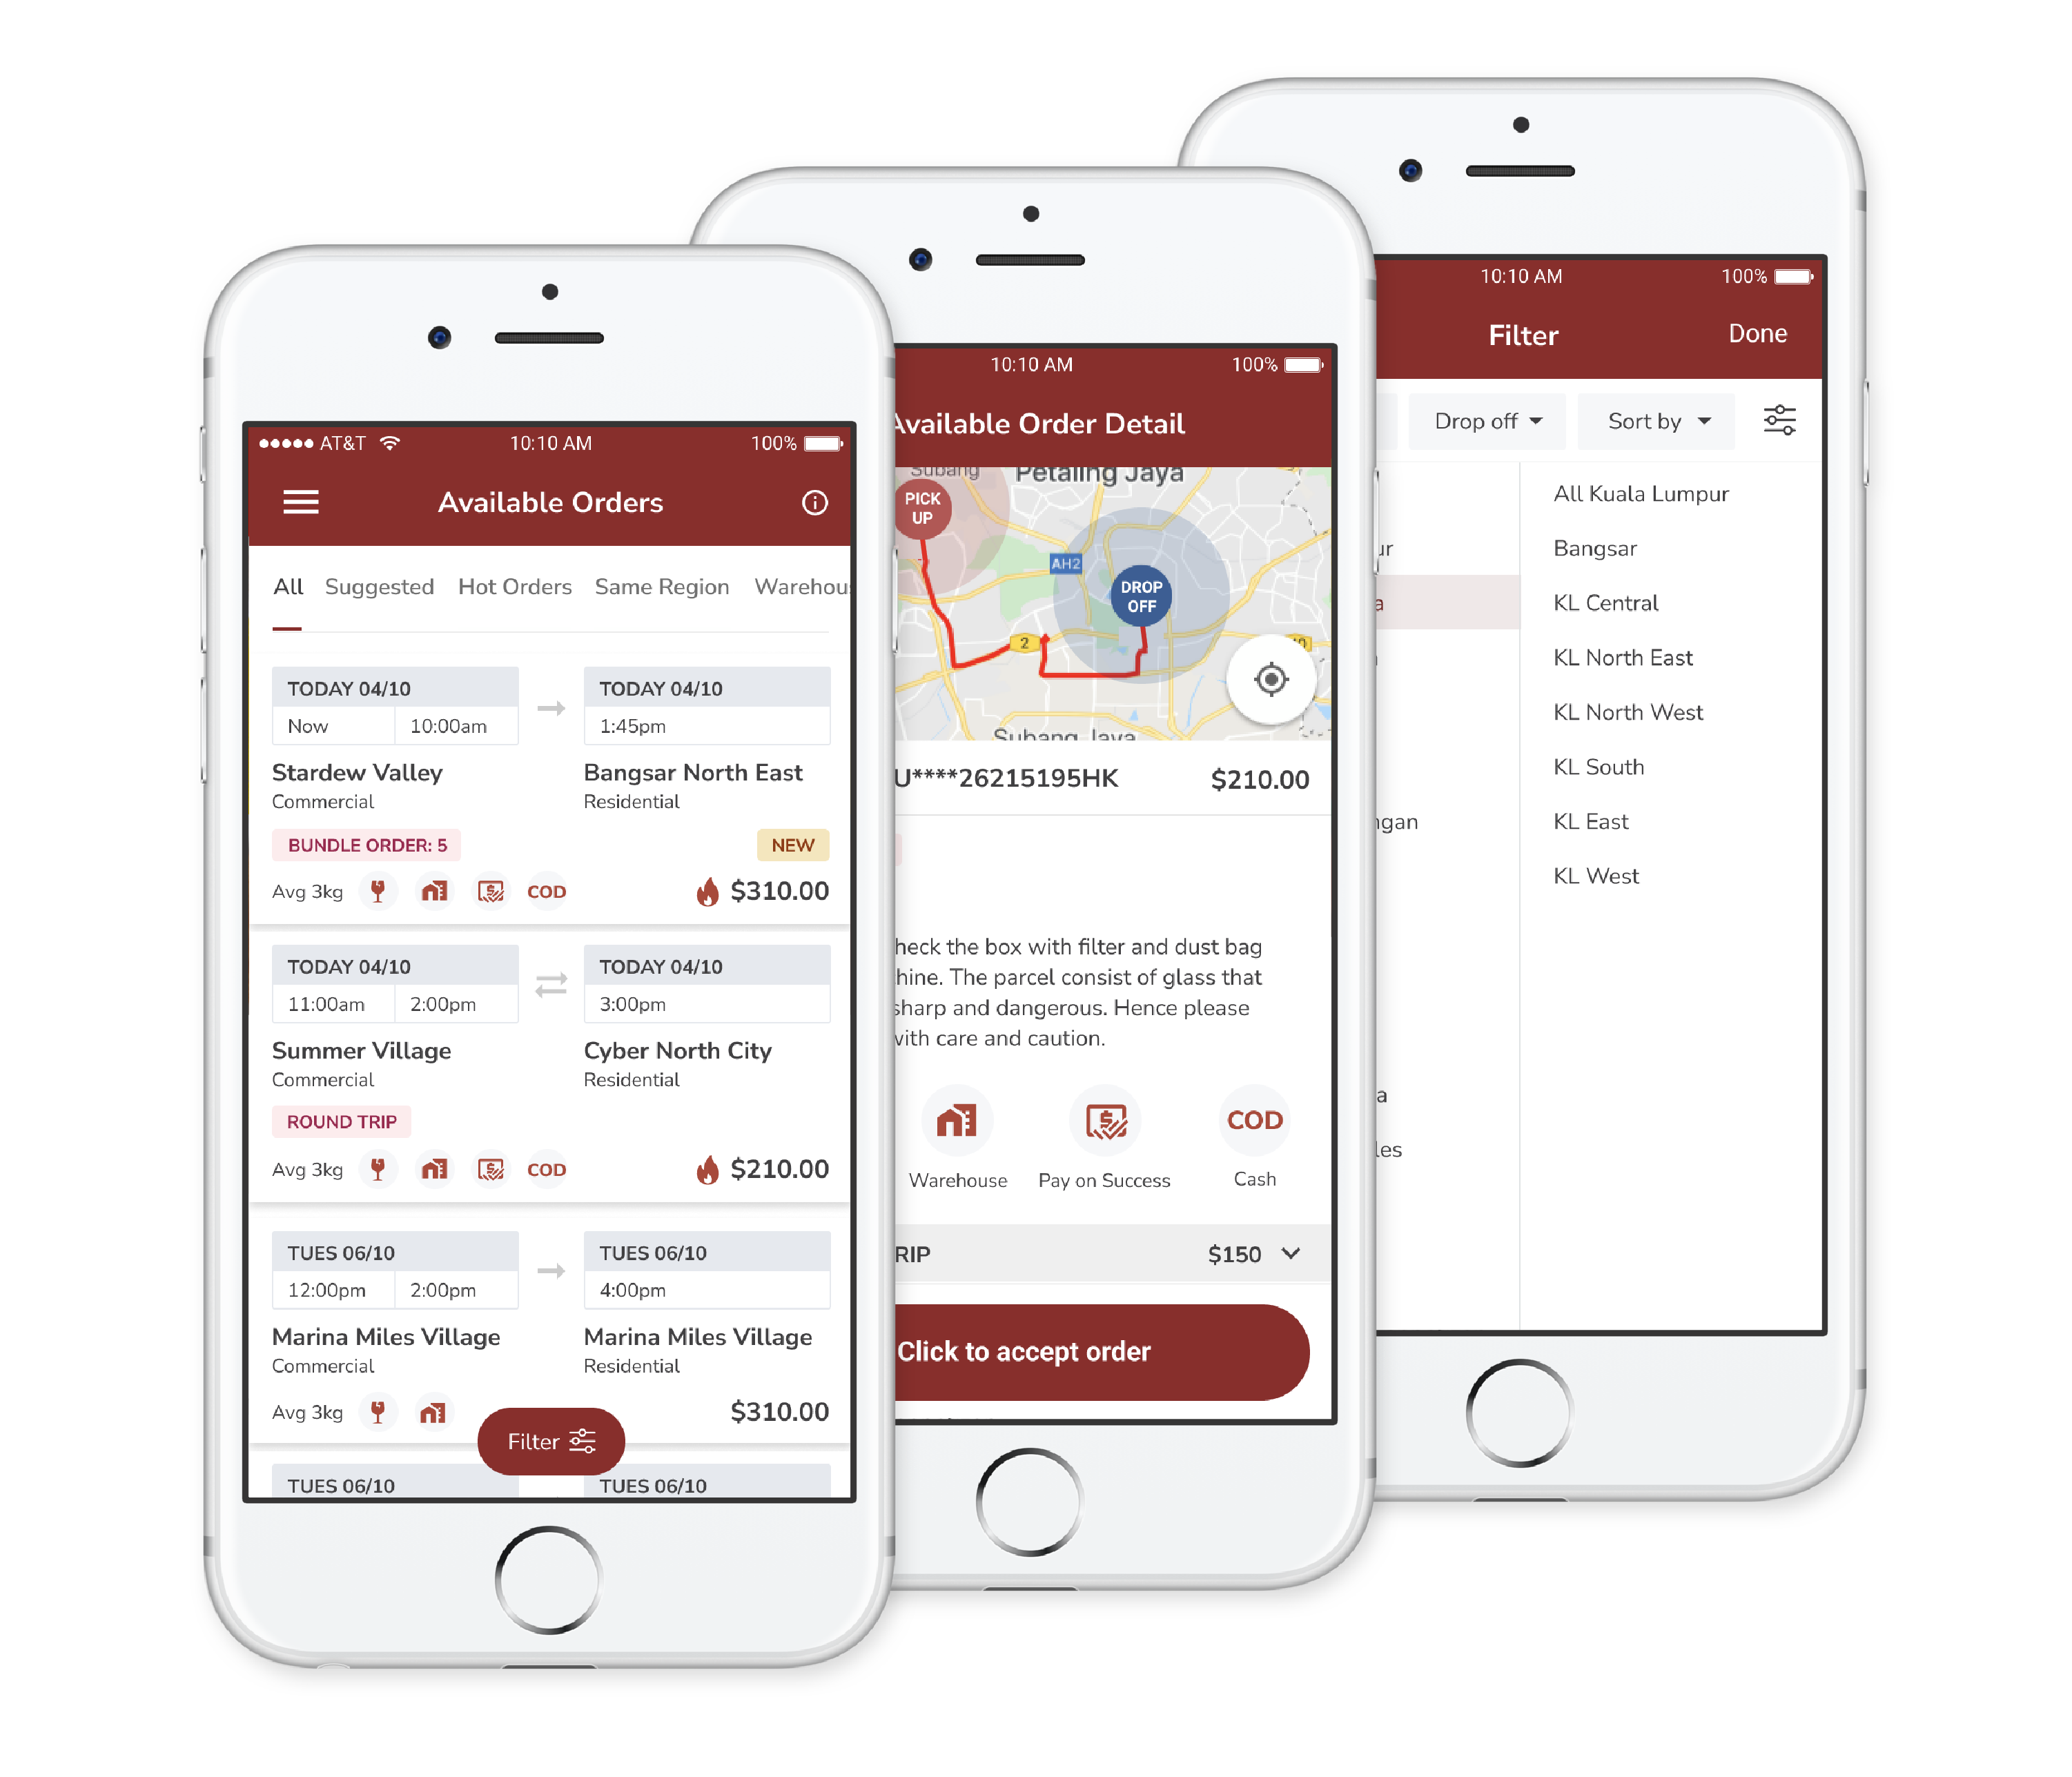 AT&T 10:10 AM 100%
Available Orders
All Suggested Hot Orders Same Region
TODAY 04/10 TODAY 04/10
Now 10:00am 1:45pm
Stardew Valley Bangsar North East
Commercial Residential
BUNDLE ORDER: 5 NEW
Avg 3kg COD $310.00
TODAY 04/10 TODAY 04/10
11:00am 2:00pm 3:00pm
Summer Village Cyber North City
Commercial Residential
ROUND TRIP
Avg 3kg COD $210.00
TUES 06/10 TUES 06/10
12:00pm 2:00pm 4:00pm
Marina Miles Village Marina Miles Village
Commercial Residential
Avg 3kg $310.00
Filter
TUES 06/10 TUES 06/10
10:10 AM 100%
Available Order Detail
Subang Petaling Jaya
PICK
UP
AH2
DROP
OFF
2
Subang Jaya
U****26215195HK $210.00
heck the box with filter and dust bag
hine. The parcel consist of glass that
sharp and dangerous. Hence please
with care and caution.
COD
Warehouse Pay on Success Cash
RIP $150
Click to accept order
10:10 AM 100%
Filter Done
Drop off Sort by
All Kuala Lumpur
ur Bangsar
a KL Central
KL North East
KL North West
KL South
ngan KL East
KL West
a
les